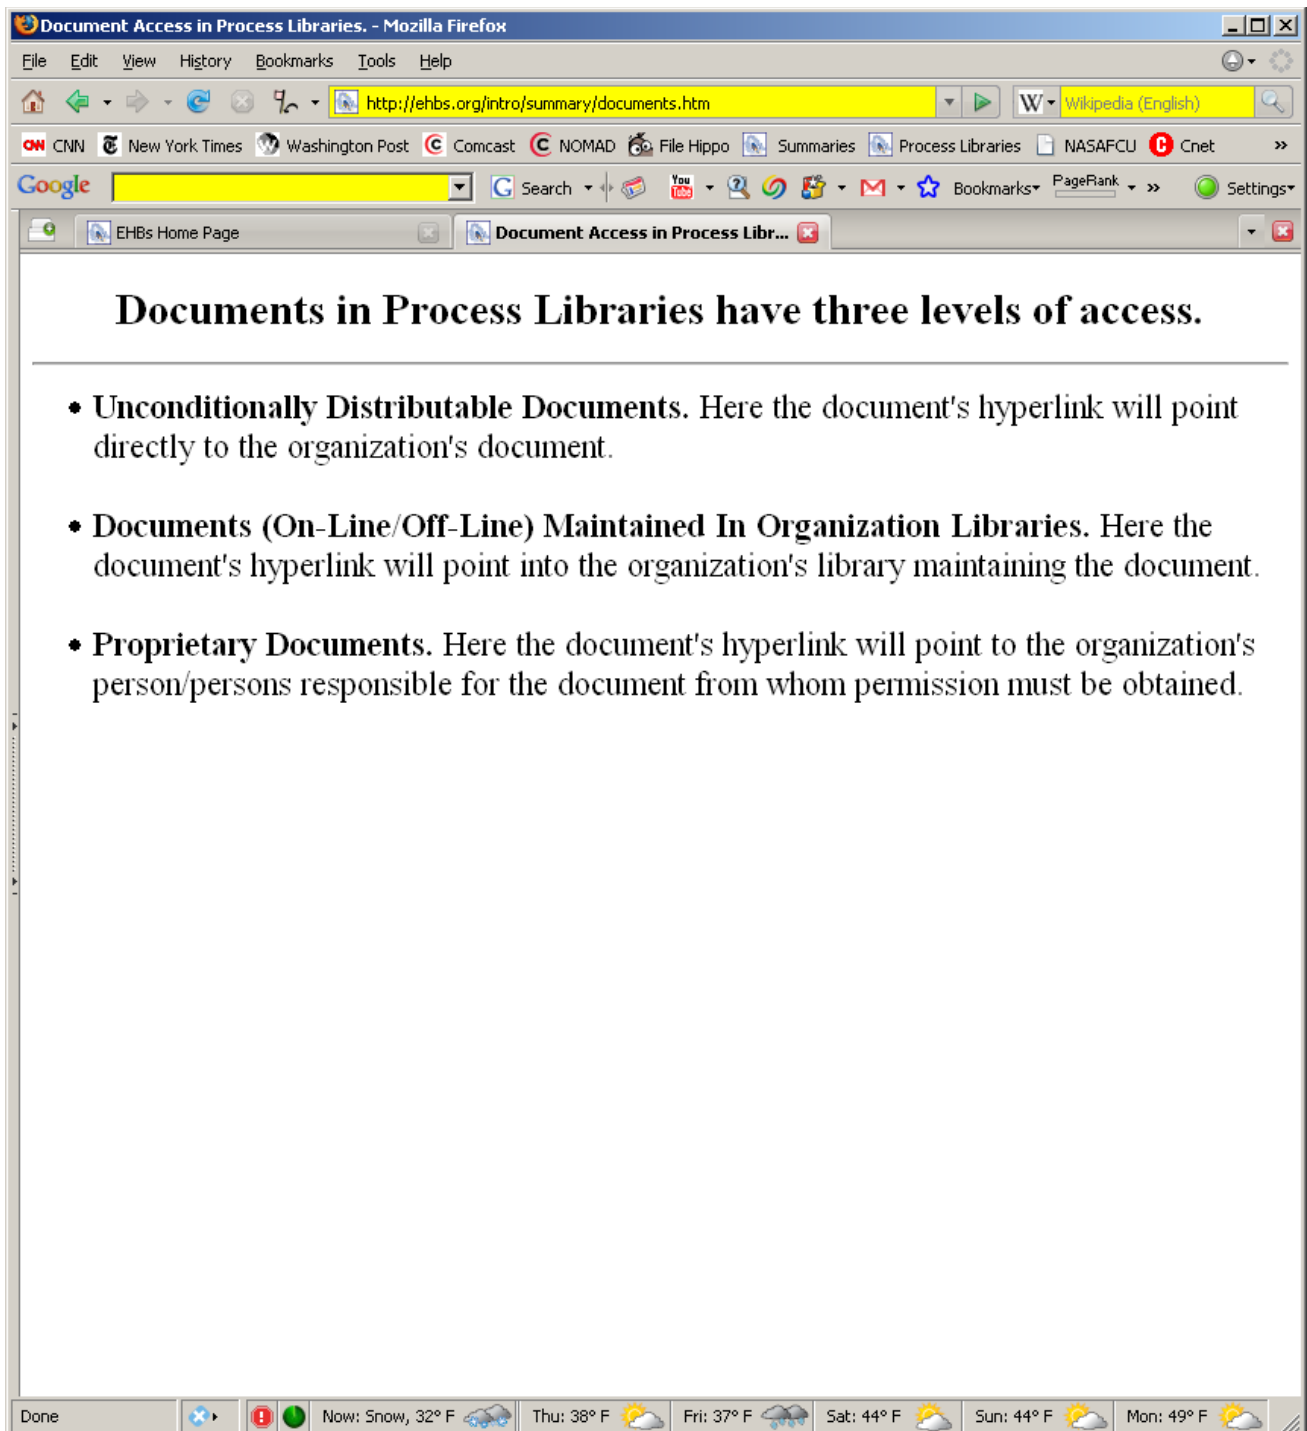 Document Access in Process Libraries. - Mozilla Firefox
File Edit View History Bookmarks Tools Help
http://ehbs.org/intro/summary/documents.htm W Wikipedia (English)
CNN CNN New York Times Washington Post C Comcast C NOMAD File Hippo Summaries Process Libraries NASAFCU C Cnet »
Google G Search You Tube M Bookmarks PageRank » Settings
EHBs Home Page Document Access in Process Libr...
Documents in Process Libraries have three levels of access.
• Unconditionally Distributable Documents. Here the document's hyperlink will point
directly to the organization's document.
• Documents (On-Line/Off-Line) Maintained In Organization Libraries. Here the
document's hyperlink will point into the organization's library maintaining the document.
• Proprietary Documents. Here the document's hyperlink will point to the organization's
person/persons responsible for the document from whom permission must be obtained.
Done Now: Snow, 32° F Thu: 38° F Fri: 37° F Sat: 44° F Sun: 44° F Mon: 49° F